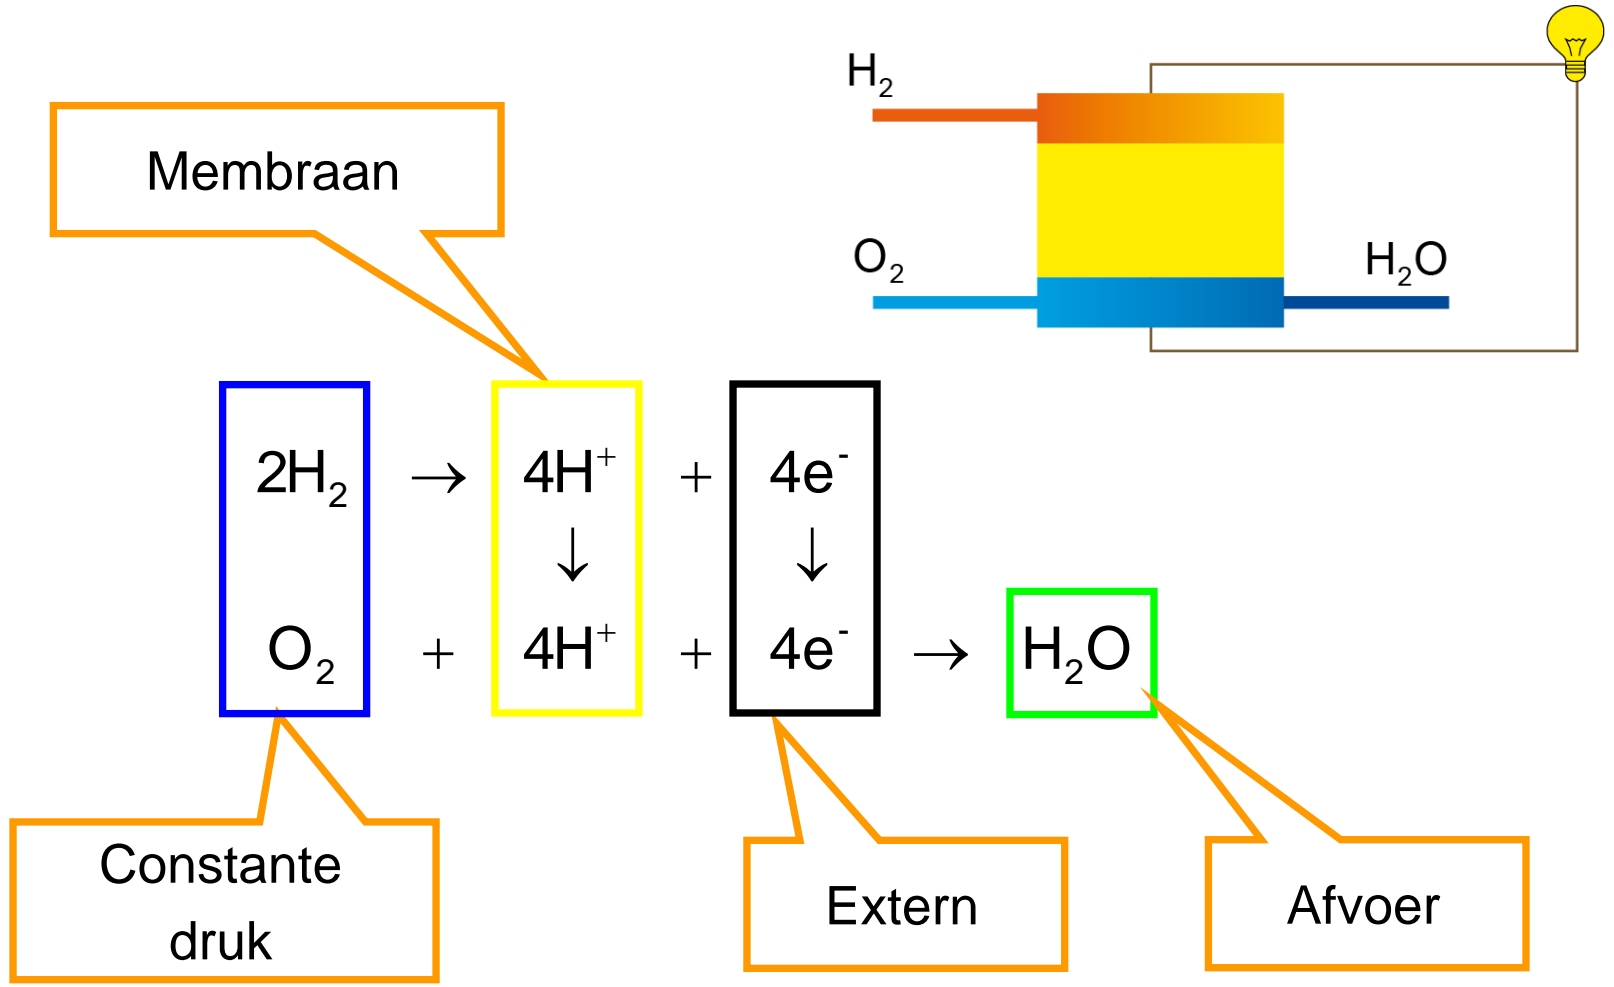 H₂
Membraan
O₂
H₂O
2H₂ → 4H⁺ + 4e⁻
↓ ↓
O₂ + 4H⁺ + 4e⁻ → H₂O
Constante
druk
Extern
Afvoer